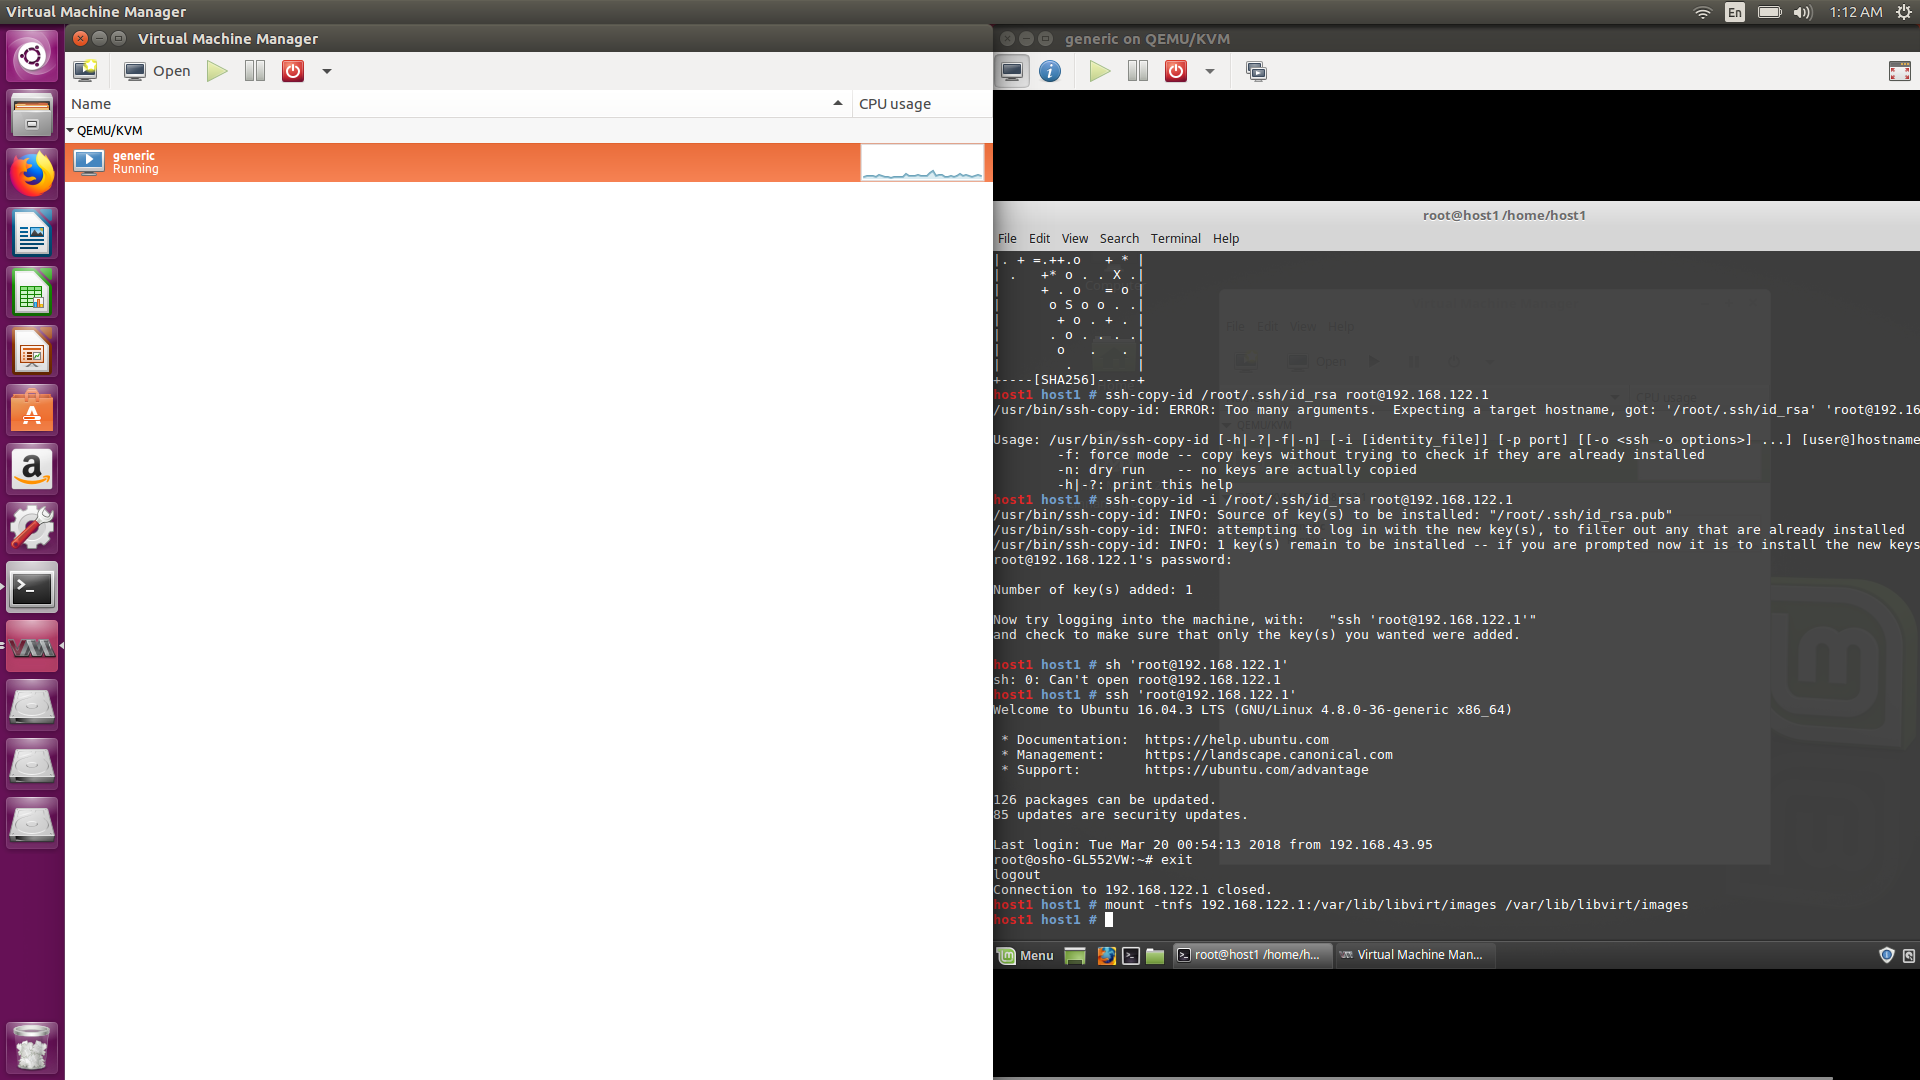 Virtual Machine Manager
En
1:12 AM
Virtual Machine Manager
Open
Name
CPU usage
QEMU/KVM
generic
Running
generic on QEMU/KVM
root@host1 /home/host1
File Edit View Search Terminal Help
|. + =.++.o   + * |
| .   +* o . . X .|
|     + . o   = o |
|      o S o o . .|
|       + o . + . |
|      . o . . . .|
|       o   .   . |
|        .        |
+----[SHA256]-----+
host1 host1 # ssh-copy-id /root/.ssh/id_rsa root@192.168.122.1
/usr/bin/ssh-copy-id: ERROR: Too many arguments.  Expecting a target hostname, got: '/root/.ssh/id_rsa' 'root@192.16
Usage: /usr/bin/ssh-copy-id [-h|-?|-f|-n] [-i [identity_file]] [-p port] [[-o <ssh -o options>] ...] [user@]hostname
-f: force mode -- copy keys without trying to check if they are already installed
-n: dry run    -- no keys are actually copied
-h|-?: print this help
host1 host1 # ssh-copy-id -i /root/.ssh/id_rsa root@192.168.122.1
/usr/bin/ssh-copy-id: INFO: Source of key(s) to be installed: "/root/.ssh/id_rsa.pub"
/usr/bin/ssh-copy-id: INFO: attempting to log in with the new key(s), to filter out any that are already installed
/usr/bin/ssh-copy-id: INFO: 1 key(s) remain to be installed -- if you are prompted now it is to install the new keys
root@192.168.122.1's password:
Number of key(s) added: 1
Now try logging into the machine, with:   "ssh 'root@192.168.122.1'"
and check to make sure that only the key(s) you wanted were added.
host1 host1 # sh 'root@192.168.122.1'
sh: 0: Can't open root@192.168.122.1
host1 host1 # ssh 'root@192.168.122.1'
Welcome to Ubuntu 16.04.3 LTS (GNU/Linux 4.8.0-36-generic x86_64)
* Documentation:  https://help.ubuntu.com
* Management:     https://landscape.canonical.com
* Support:        https://ubuntu.com/advantage
126 packages can be updated.
85 updates are security updates.
Last login: Tue Mar 20 00:54:13 2018 from 192.168.43.95
root@osho-GL552VW:~# exit
logout
Connection to 192.168.122.1 closed.
host1 host1 # mount -tnfs 192.168.122.1:/var/lib/libvirt/images /var/lib/libvirt/images
host1 host1 #
Menu
root@host1 /home/h...
Virtual Machine Man...